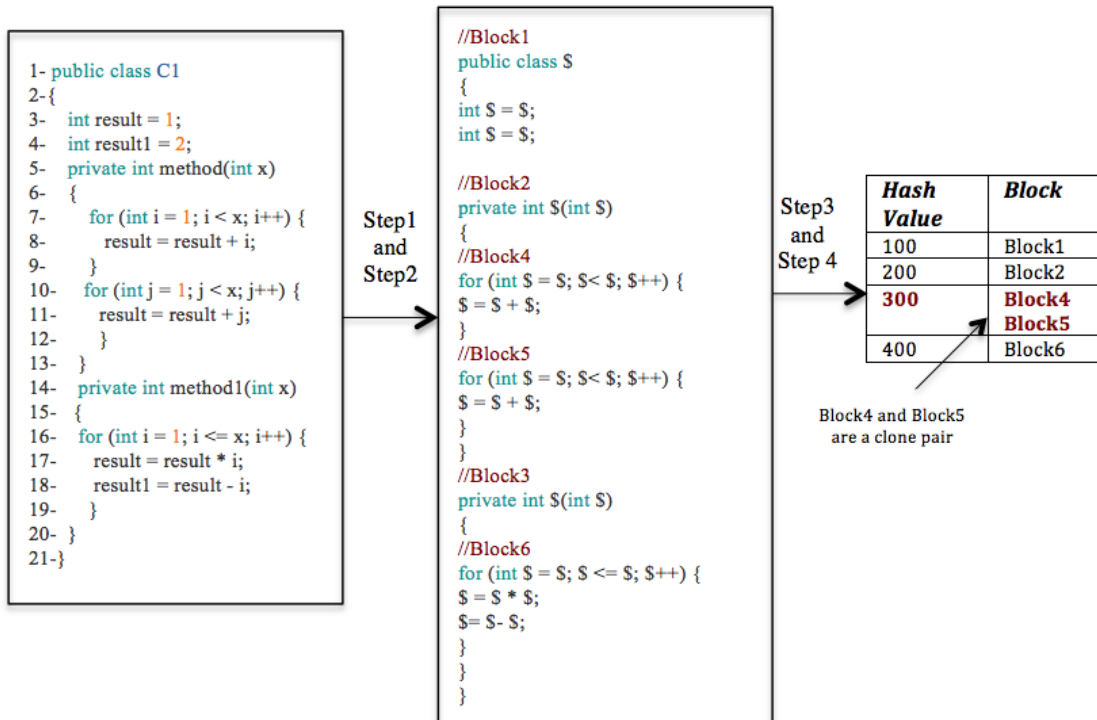 1- public class C1
2-{
3- int result = 1;
4- int result1 = 2;
5- private int method(int x)
6- {
7- for (int i = 1; i < x; i++) {
8- result = result + i;
9- }
10- for (int j = 1; j < x; j++) {
11- result = result + j;
12- }
13- }
14- private int method1(int x)
15- {
16- for (int i = 1; i <= x; i++) {
17- result = result * i;
18- result1 = result - i;
19- }
20- }
21-}
Step1
and
Step2
//Block1
public class $
{
int $ = $;
int $ = $;
//Block2
private int $(int $)
{
//Block4
for (int $ = $; $< $; $++) {
$ = $ + $;
}
//Block5
for (int $ = $; $< $; $++) {
$ = $ + $;
}
}
//Block3
private int $(int $)
{
//Block6
for (int $ = $; $ <= $; $++) {
$ = $ * $;
$= $- $;
}
}
}
Step3
and
Step 4
Hash Block
Value
100 Block1
200 Block2
300 Block4
Block5
400 Block6
Block4 and Block5
are a clone pair